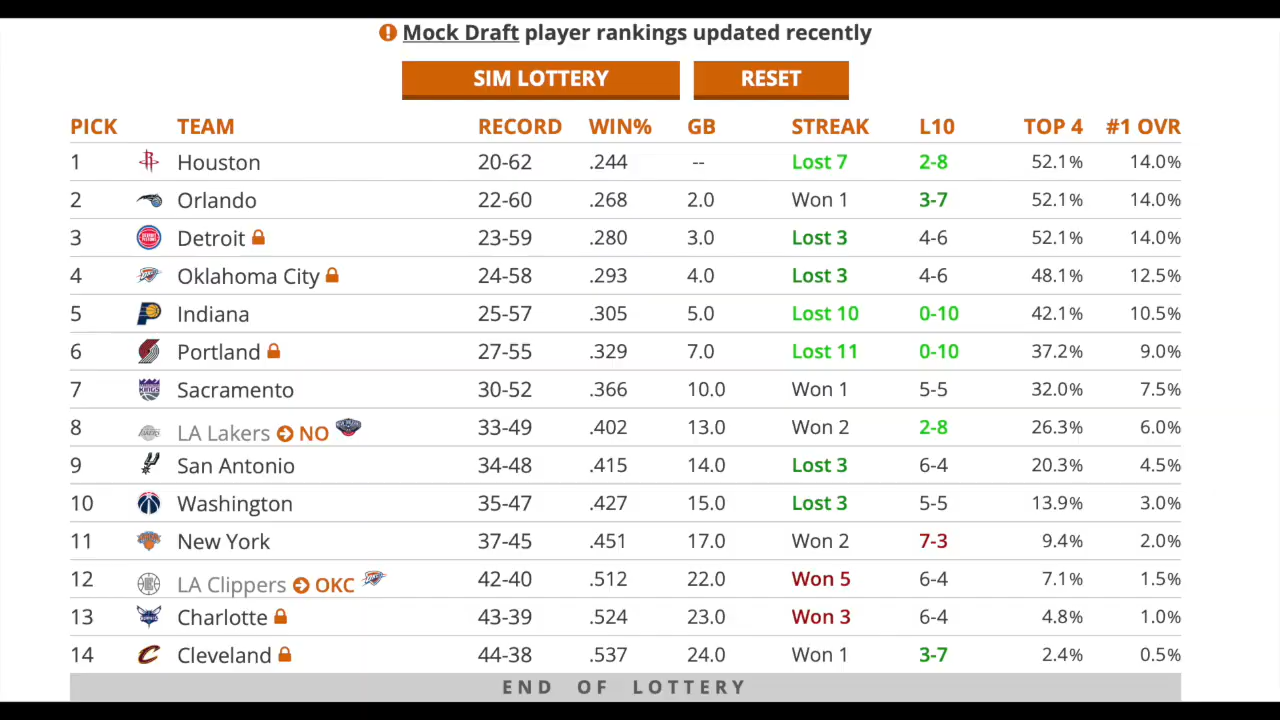 Mock Draft player rankings updated recently
SIM LOTTERY RESET
PICK TEAM RECORD WIN% GB STREAK L10 TOP 4 #1 OVR
1 Houston 20-62 .244 -- Lost 7 2-8 52.1% 14.0%
2 Orlando 22-60 .268 2.0 Won 1 3-7 52.1% 14.0%
3 Detroit 23-59 .280 3.0 Lost 3 4-6 52.1% 14.0%
4 Oklahoma City 24-58 .293 4.0 Lost 3 4-6 48.1% 12.5%
5 Indiana 25-57 .305 5.0 Lost 10 0-10 42.1% 10.5%
6 Portland 27-55 .329 7.0 Lost 11 0-10 37.2% 9.0%
7 Sacramento 30-52 .366 10.0 Won 1 5-5 32.0% 7.5%
8 LA Lakers NO 33-49 .402 13.0 Won 2 2-8 26.3% 6.0%
9 San Antonio 34-48 .415 14.0 Lost 3 6-4 20.3% 4.5%
10 Washington 35-47 .427 15.0 Lost 3 5-5 13.9% 3.0%
11 New York 37-45 .451 17.0 Won 2 7-3 9.4% 2.0%
12 LA Clippers OKC 42-40 .512 22.0 Won 5 6-4 7.1% 1.5%
13 Charlotte 43-39 .524 23.0 Won 3 6-4 4.8% 1.0%
14 Cleveland 44-38 .537 24.0 Won 1 3-7 2.4% 0.5%
END OF LOTTERY